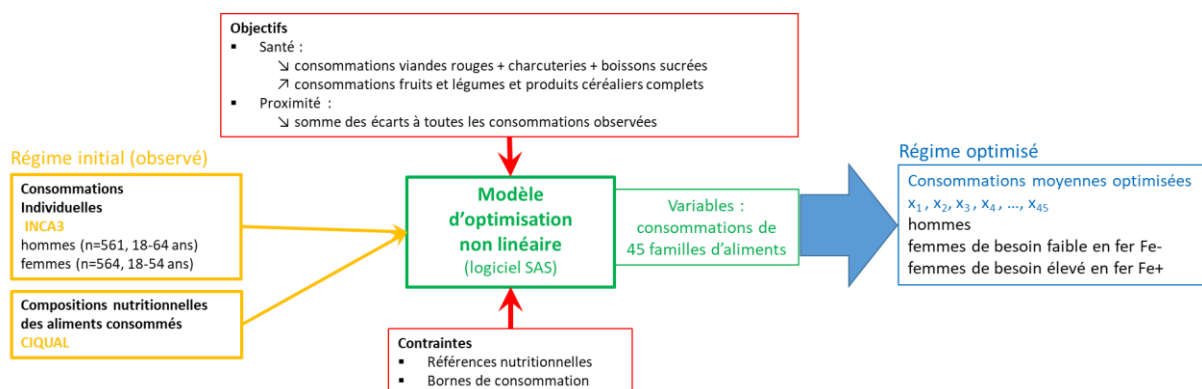 Objectifs
▪ Santé :
↘ consommations viandes rouges + charcuteries + boissons sucrées
↗ consommations fruits et légumes et produits céréaliers complets
▪ Proximité :
↘ somme des écarts à toutes les consommations observées
Régime initial (observé)
Consommations
Individuelles
INCA3
hommes (n=561, 18-64 ans)
femmes (n=564, 18-54 ans)
Compositions nutritionnelles
des aliments consommés
CIQUAL
Modèle
d’optimisation
non linéaire
(logiciel SAS)
Variables :
consommations de
45 familles d’aliments
Contraintes
▪ Références nutritionnelles
▪ Bornes de consommation
Régime optimisé
Consommations moyennes optimisées
x₁ , x₂, x₃, x₄ , …, x₄₅
hommes
femmes de besoin faible en fer Fe-
femmes de besoin élevé en fer Fe+